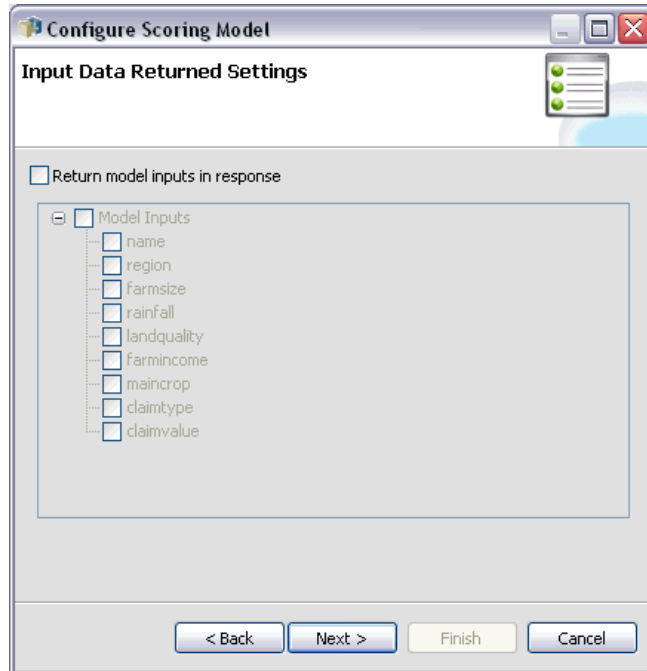 Configure Scoring Model
Input Data Returned Settings
Return model inputs in response
Model Inputs
name
region
farmsize
rainfall
landquality
farmincome
maincrop
claimtype
claimvalue
< Back Next > Finish Cancel